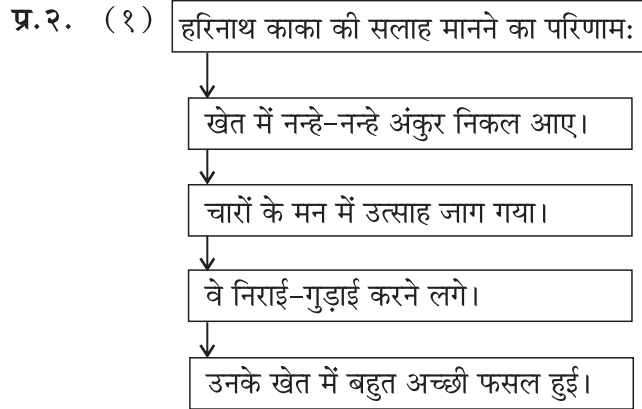 प्र.२. (१) हरिनाथ काका की सलाह मानने का परिणाम:
खेत में नन्हे-नन्हे अंकुर निकल आए।
चारों के मन में उत्साह जाग गया।
वे निराई-गुड़ाई करने लगे।
उनके खेत में बहुत अच्छी फसल हुई।